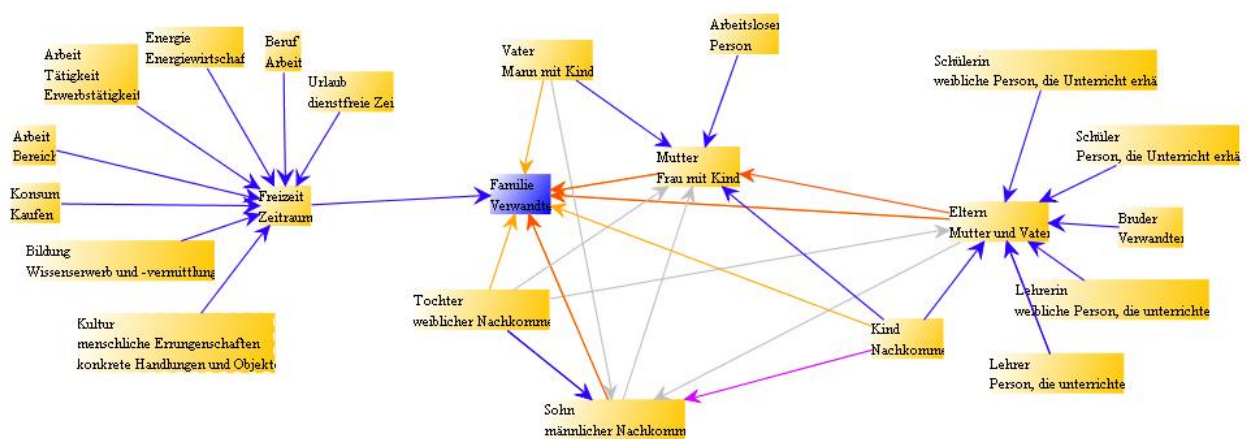 Arbeit
Tätigkeit
Erwerbstätigkeit
Energie
Energiewirtschaf
Beruf
Arbeit
Urlaub
dienstfreie Zei
Arbeit
Bereich
Konsum
Kaufen
Bildung
Wissenserwerb und -vermittlung
Kultur
menschliche Errungenschaften
konkrete Handlungen und Objekte
Freizeit
Zeitraum
Vater
Mann mit Kind
Arbeitsloser
Person
Familie
Verwandte
Mutter
Frau mit Kind
Tochter
weiblicher Nachkomme
Sohn
männlicher Nachkomm
Kind
Nachkomme
Eltern
Mutter und Vater
Schülerin
weibliche Person, die Unterricht erhä
Schüler
Person, die Unterricht erhä
Bruder
Verwandter
Lehrerin
weibliche Person, die unterrichte
Lehrer
Person, die unterrichte